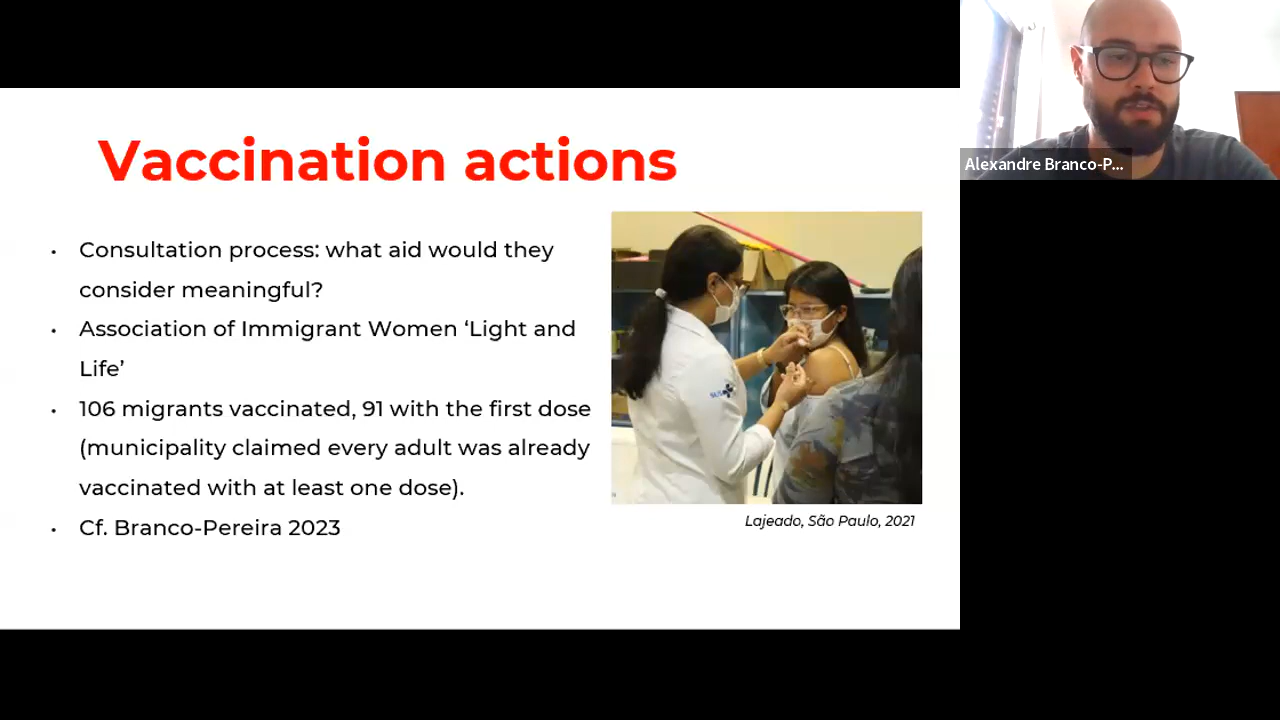 Vaccination actions
• Consultation process: what aid would they
consider meaningful?
• Association of Immigrant Women ‘Light and
Life’
• 106 migrants vaccinated, 91 with the first dose
(municipality claimed every adult was already
vaccinated with at least one dose).
• Cf. Branco-Pereira 2023
SUS
Lajeado, São Paulo, 2021
Alexandre Branco-P...